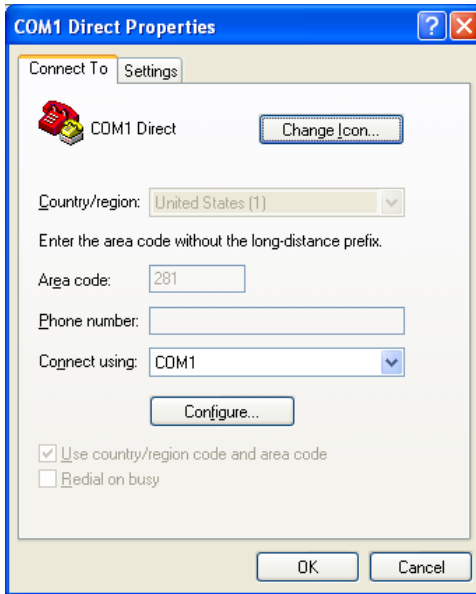 COM1 Direct Properties
Connect To Settings
COM1 Direct Change Icon...
Country/region: United States (1)
Enter the area code without the long-distance prefix.
Area code: 281
Phone number:
Connect using: COM1
Configure...
Use country/region code and area code
Redial on busy
OK Cancel